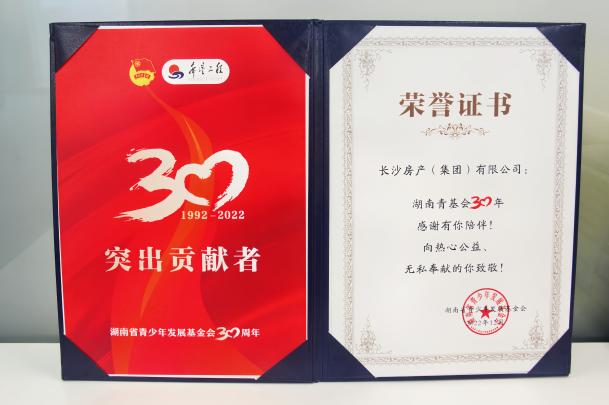 希望工程
30
1992-2022
突出贡献者
湖南省青少年发展基金会30周年
荣誉证书
长沙房产（集团）有限公司：
湖南青基会30年
感谢有你陪伴！
向热心公益、
无私奉献的你致敬！
湖南省青少年发展基金会